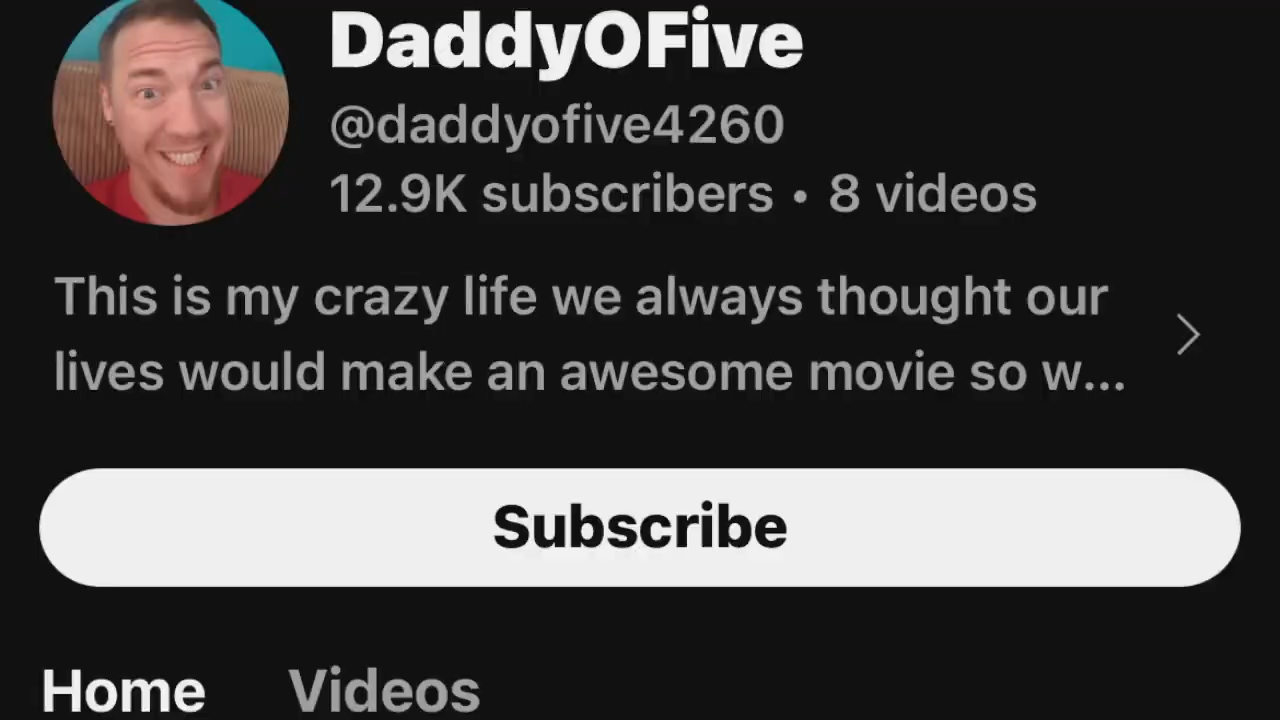 DaddyOFive
@daddyofive4260
12.9K subscribers • 8 videos
This is my crazy life we always thought our
lives would make an awesome movie so w...
Subscribe
Home Videos